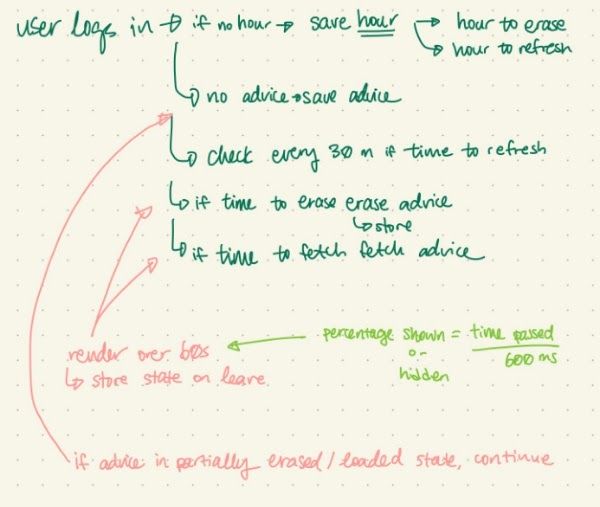 user logs in → if no hour → save hour → hour to erase
↳ hour to refresh
↳ no advice → save advice
↳ check every 30 m if time to refresh
↳ if time to erase erase advice
↳ store
↳ if time to fetch fetch advice
render over 60s
↳ store state on leave
percentage shown = time passed
or
600 ms
hidden
if advice in partially erased / loaded state, continue